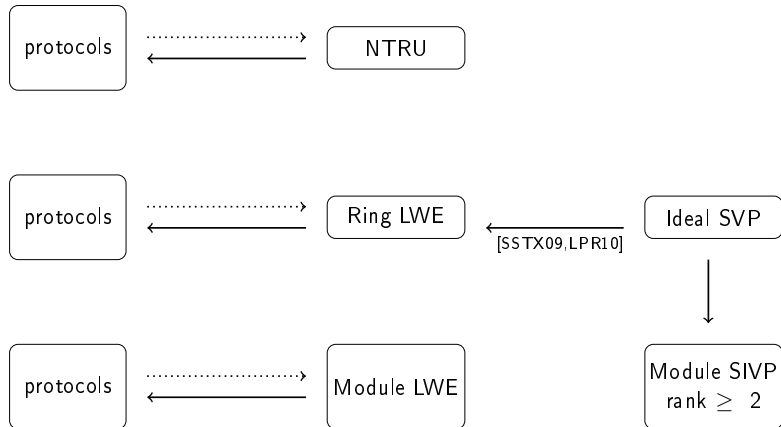 protocols
NTRU
protocols
Ring LWE
[SSTX09,LPR10]
Ideal SVP
protocols
Module LWE
Module SIVP
rank ≥ 2